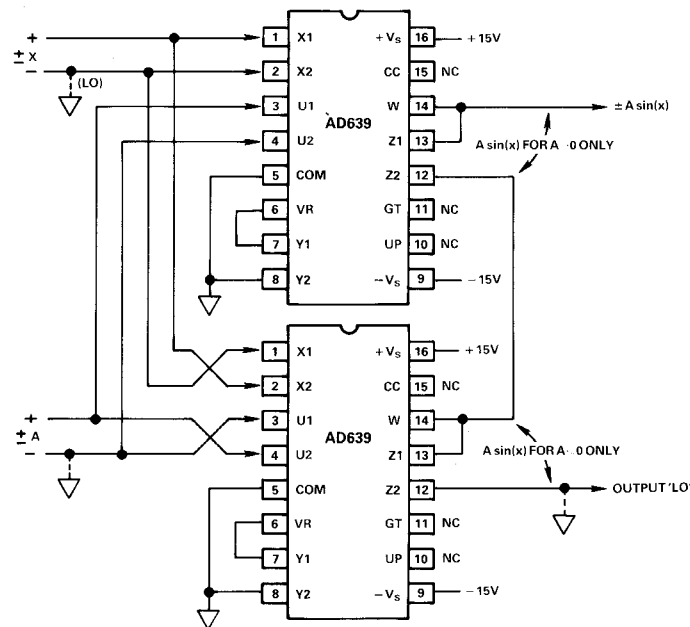 +
± X
−
(LO)
1 X1 +Vs 16 +15V
2 X2 CC 15 NC
3 U1 W 14
AD639
4 U2 Z1 13
5 COM Z2 12
6 VR GT 11 NC
7 Y1 UP 10 NC
8 Y2 −Vs 9 −15V
± A sin(x)
A sin(x) FOR A
0 ONLY
1 X1 +Vs 16 +15V
2 X2 CC 15 NC
+
± A
−
3 U1 W 14
AD639
4 U2 Z1 13
5 COM Z2 12
6 VR GT 11 NC
7 Y1 UP 10 NC
8 Y2 −Vs 9 −15V
A sin(x) FOR A
0 ONLY
OUTPUT 'LO'